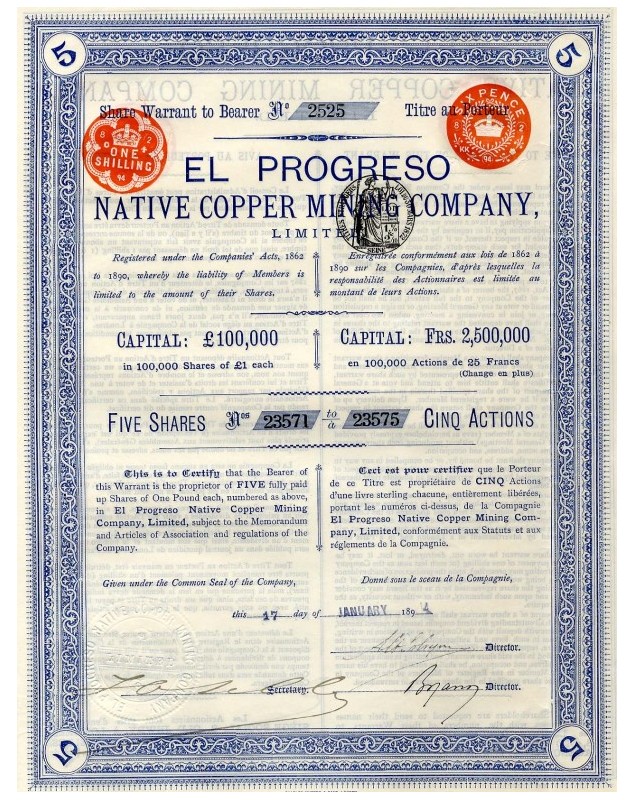 5 5
Share Warrant to Bearer No 2525 Titre au Porteur
ONE SHILLING
SIX PENCE
EL PROGRESO
NATIVE COPPER MINING COMPANY,
LIMITED
SEINE
Registered under the Companies' Acts, 1862
to 1890, whereby the liability of Members is
limited to the amount of their Shares.
Enregistrée conformément aux lois de 1862 à
1890 sur les Compagnies, d'après lesquelles la
responsabilité des Actionnaires est limitée au
montant de leurs Actions.
CAPITAL: £100,000
in 100,000 Shares of £1 each
CAPITAL: FRS. 2,500,000
en 100,000 Actions de 25 Francs
(Change en plus)
FIVE SHARES Nos 23571 to à 23575 CINQ ACTIONS
This is to Certify that the Bearer of
this Warrant is the proprietor of FIVE fully paid
up Shares of One Pound each, numbered as above,
in El Progreso Native Copper Mining
Company, Limited, subject to the Memorandum
and Articles of Association and regulations of the
Company.
Ceci est pour certifier que le Porteur
de ce Titre est propriétaire de CINQ Actions
d'une livre sterling chacune, entièrement libérées,
portant les numéros ci-dessus, de la Compagnie
El Progreso Native Copper Mining Com-
pany, Limited, conformément aux Statuts et aux
réglements de la Compagnie.
Given under the Common Seal of the Company,
Donné sous le sceau de la Compagnie,
this 17 day of JANUARY 1894
Director.
Secretary.
Director.
5 5